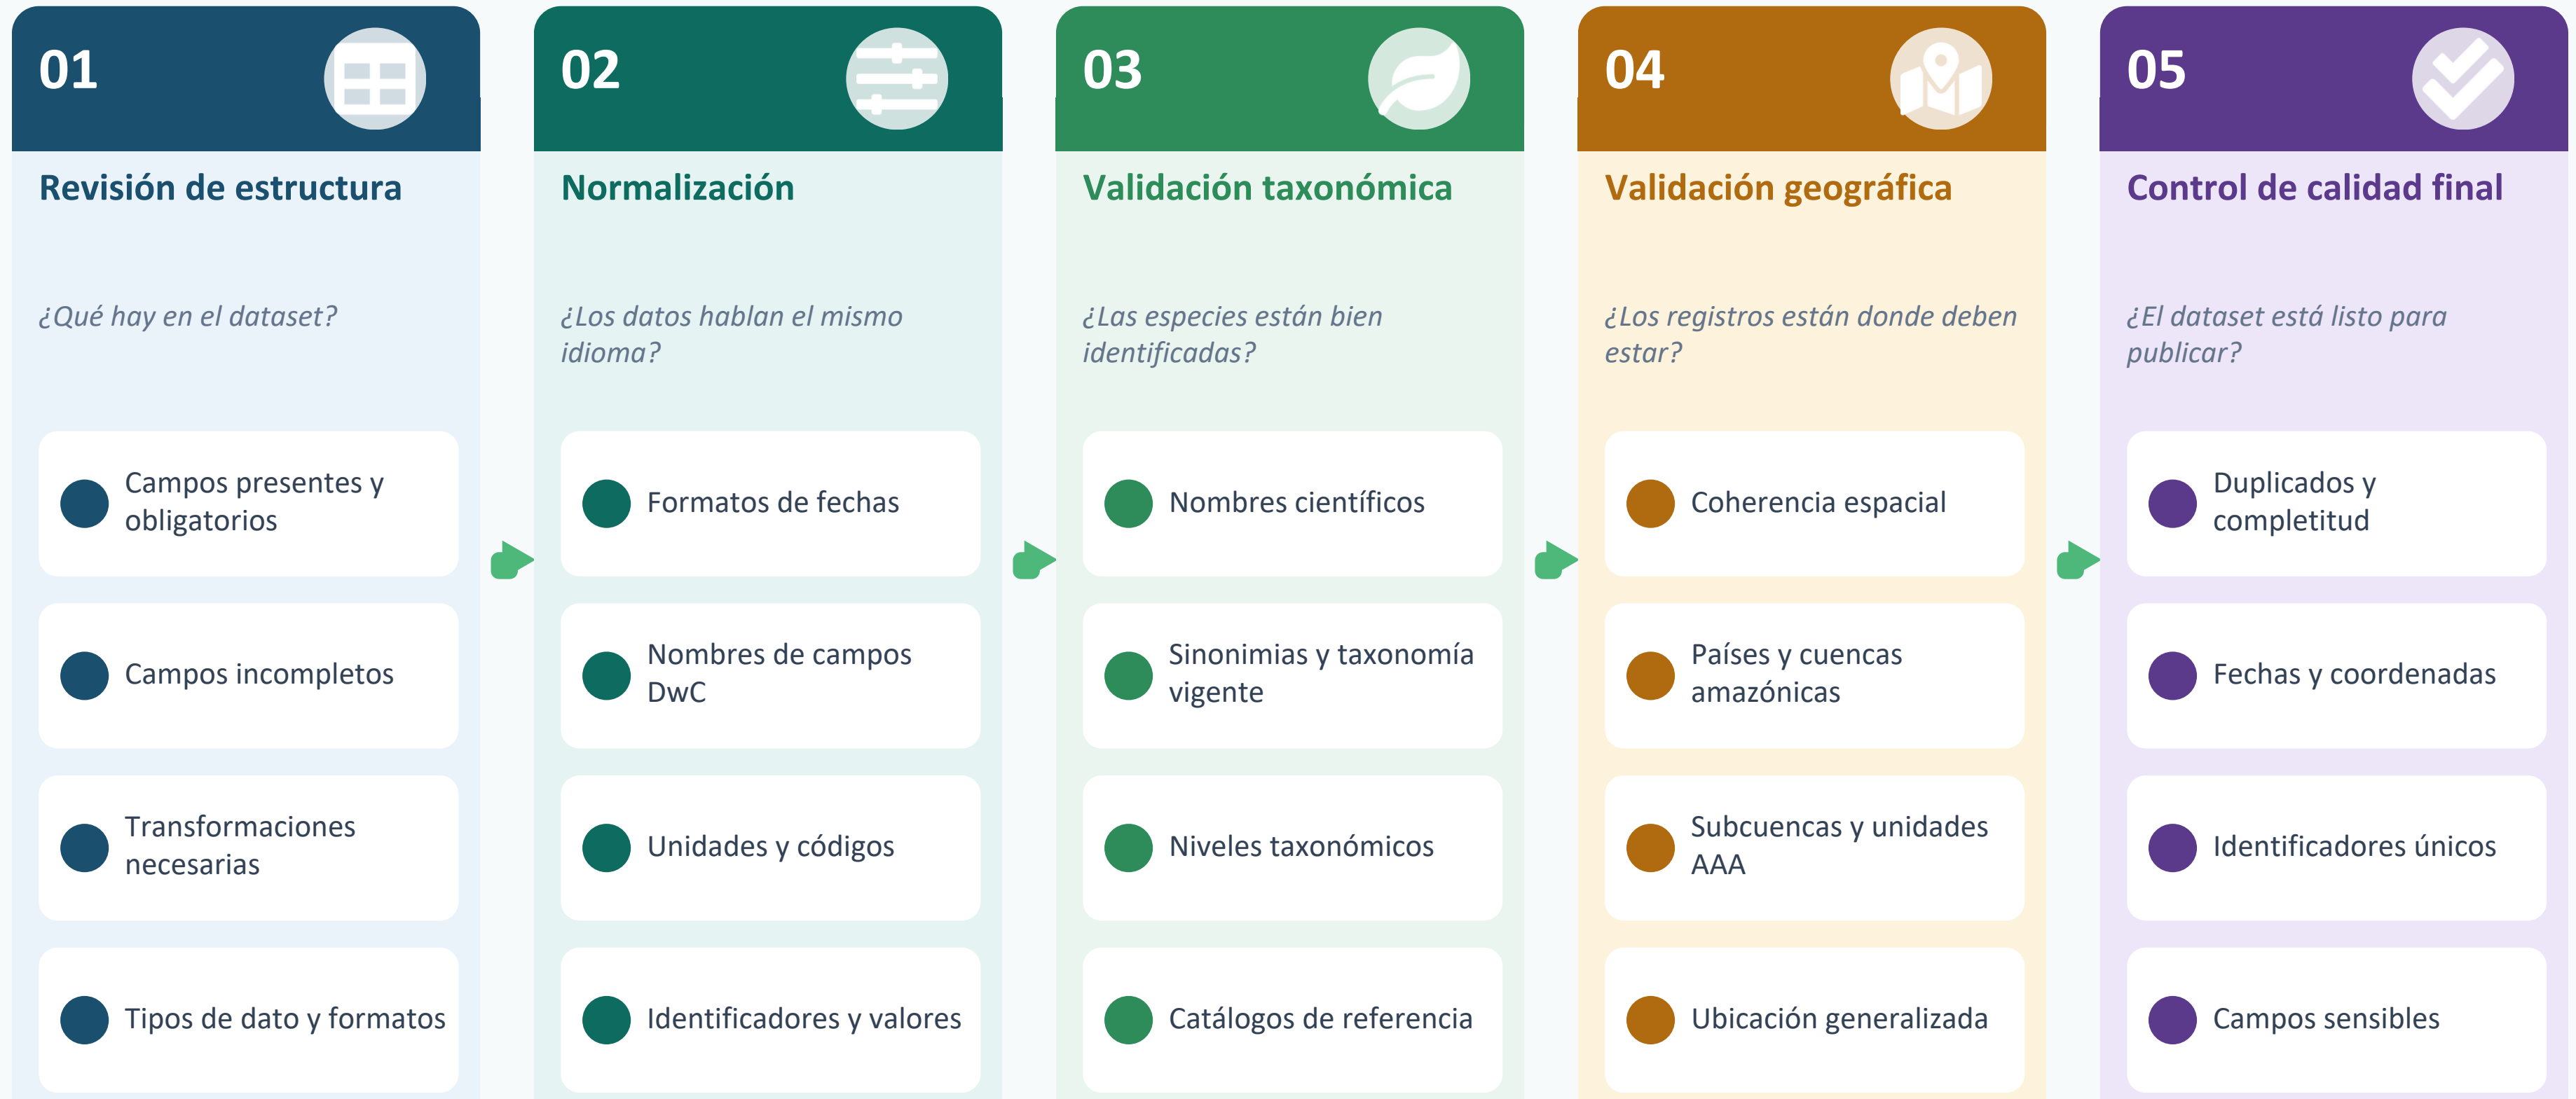 01
Revisión de estructura
¿Qué hay en el dataset?
Campos presentes y
obligatorios
Campos incompletos
Transformaciones
necesarias
Tipos de dato y formatos
02
Normalización
¿Los datos hablan el mismo
idioma?
Formatos de fechas
Nombres de campos
DwC
Unidades y códigos
Identificadores y valores
03
Validación taxonómica
¿Las especies están bien
identificadas?
Nombres científicos
Sinonimias y taxonomía
vigente
Niveles taxonómicos
Catálogos de referencia
04
Validación geográfica
¿Los registros están donde deben
estar?
Coherencia espacial
Países y cuencas
amazónicas
Subcuencas y unidades
AAA
Ubicación generalizada
05
Control de calidad final
¿El dataset está listo para
publicar?
Duplicados y
completitud
Fechas y coordenadas
Identificadores únicos
Campos sensibles